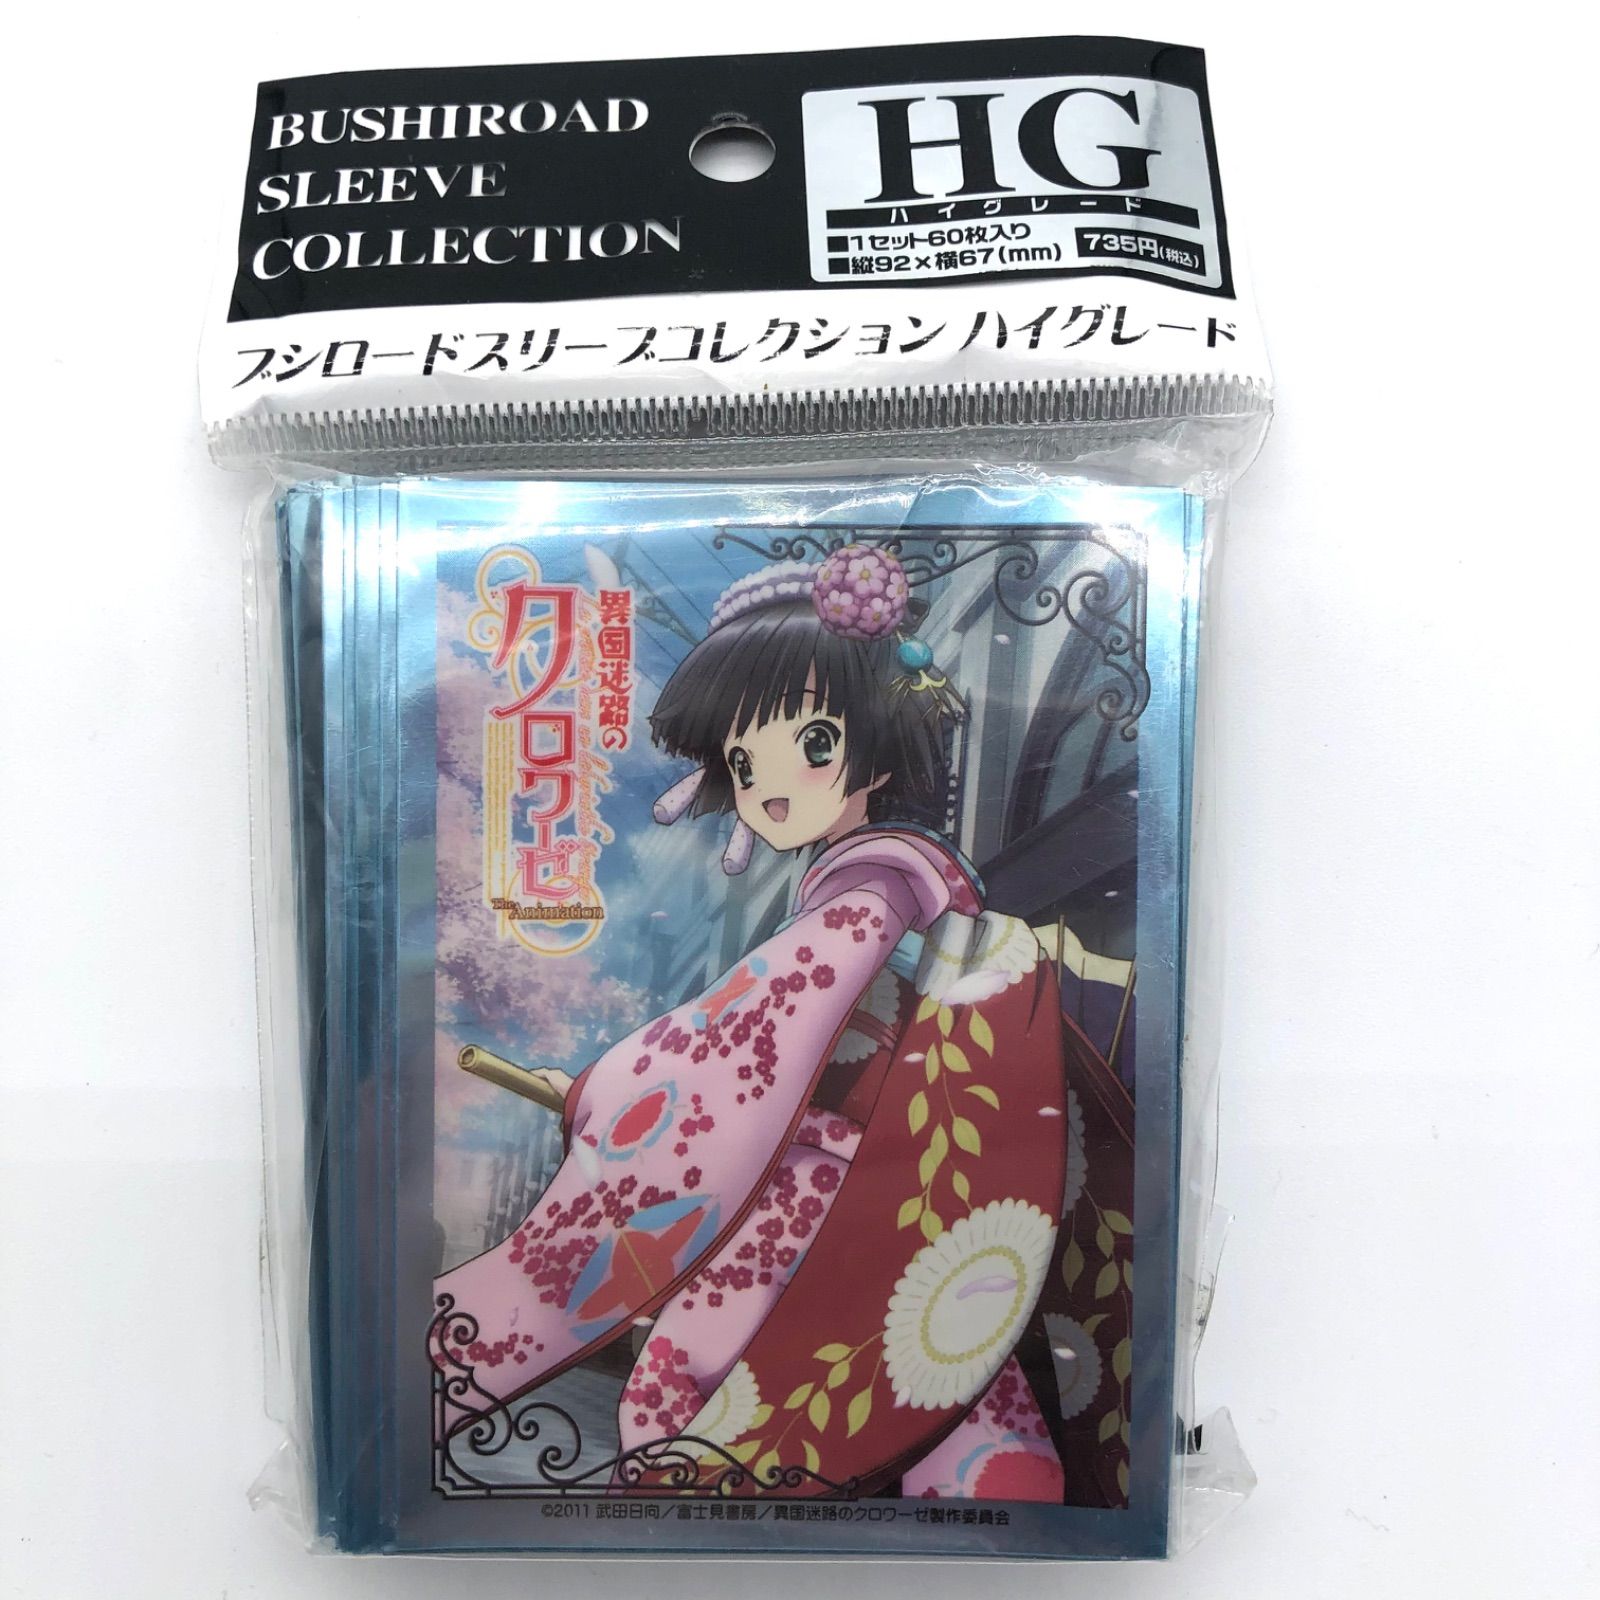 BUSHIROAD
SLEEVE
COLLECTION
HG
ハイグレード
■1セット60枚入り
■縦92×横67(mm)
735円(税込)
ブシロードスリーブコレクション ハイグレード
異国迷路の
クロワーゼ
The Animation
©2011 武田日向／富士見書房／異国迷路のクロワーゼ製作委員会